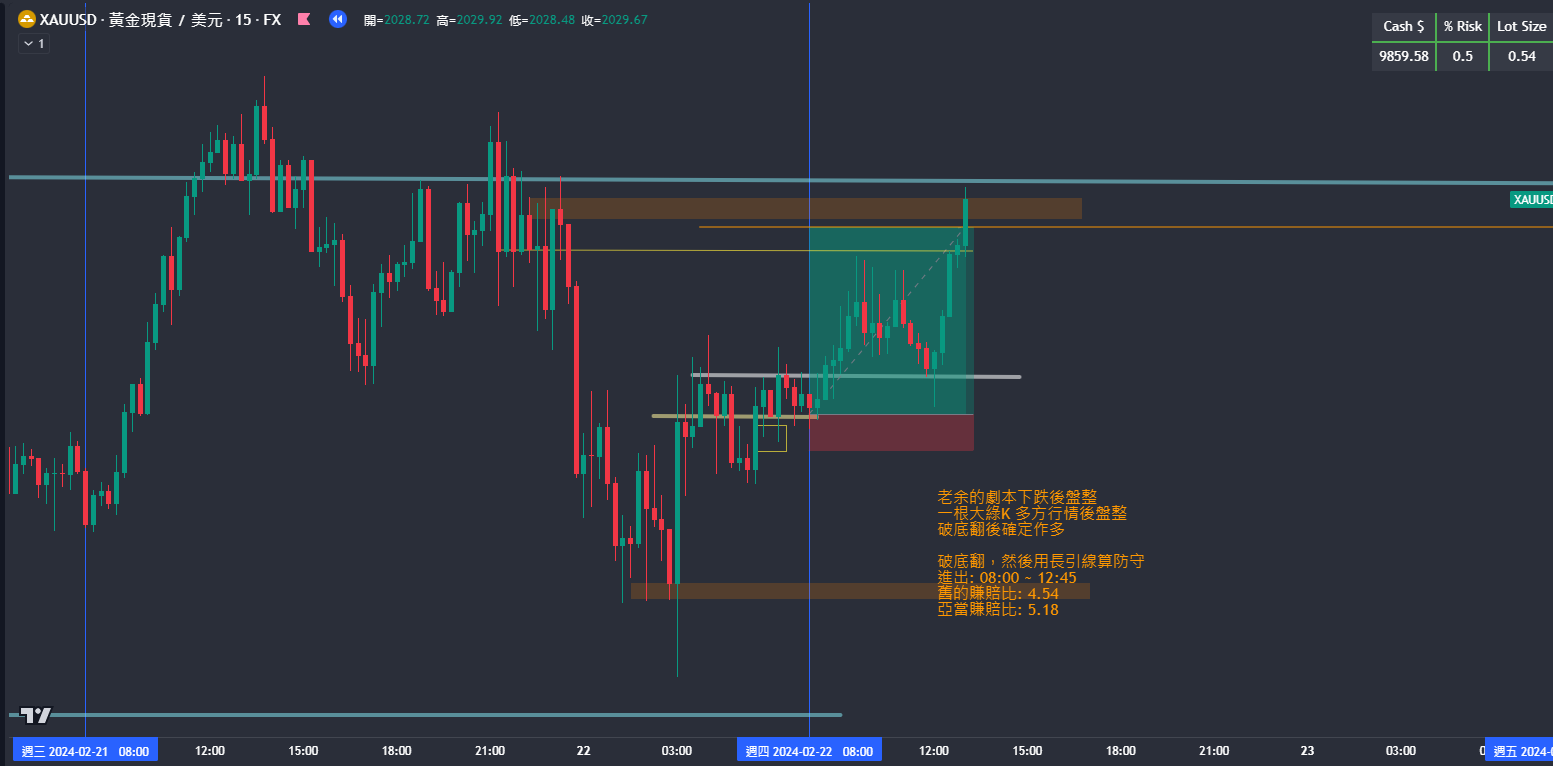 XAUUSD · 黃金現貨 / 美元 · 15 · FX 開=2028.72 高=2029.92 低=2028.48 收=2029.67
1
Cash $ % Risk Lot Size
9859.58 0.5 0.54
XAUUSD
老余的劇本下跌後盤整
一根大綠K 多方行情後盤整
破底翻後確定作多
破底翻，然後用長引線算防守
進出: 08:00 ~ 12:45
舊的賺賠比: 4.54
亞當賺賠比: 5.18
週三 2024-02-21 08:00 12:00 15:00 18:00 21:00 22 03:00 週四 2024-02-22 08:00 12:00 15:00 18:00 21:00 23 03:00 週五 2024-